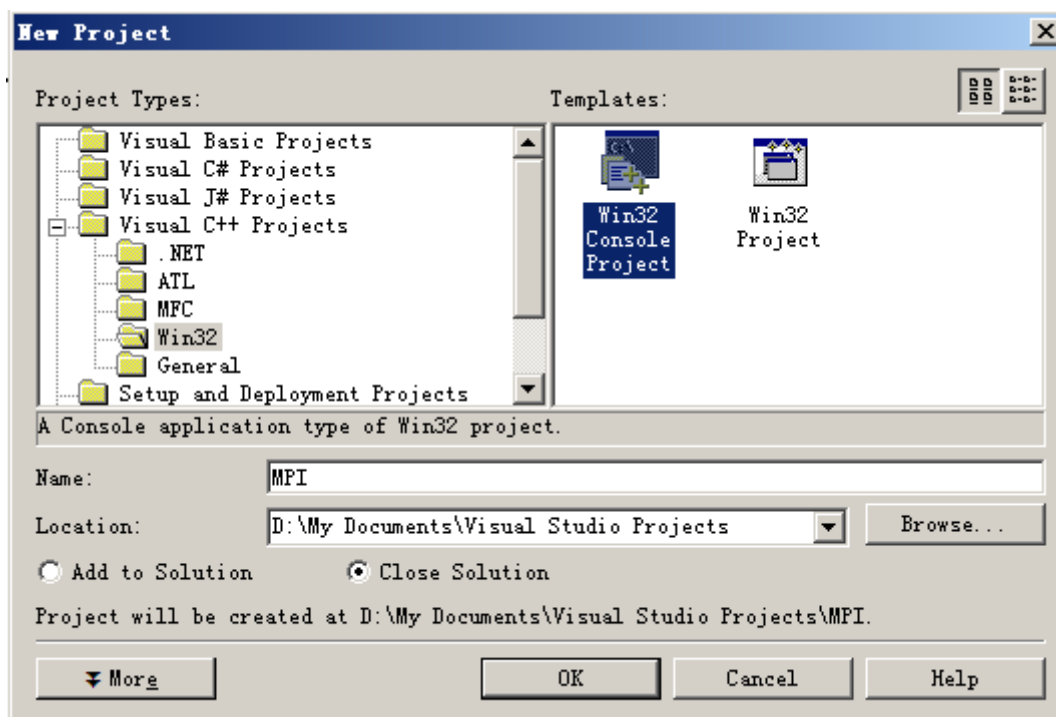 New Project
Project Types:
Templates:
Visual Basic Projects
Visual C# Projects
Visual J# Projects
Visual C++ Projects
.NET
ATL
MFC
Win32
General
Setup and Deployment Projects
Win32
Console
Project
Win32
Project
A Console application type of Win32 project.
Name:
MPI
Location:
D:\My Documents\Visual Studio Projects
Browse...
Add to Solution
Close Solution
Project will be created at D:\My Documents\Visual Studio Projects\MPI.
More
OK
Cancel
Help